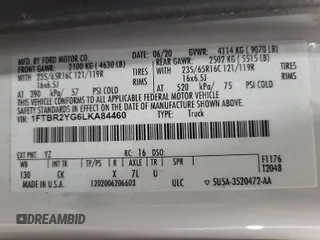 MFD. BY FORD MOTOR CO. 06/20 GVWR: 4114 KG ( 9070 LB)
FRONT GAWR: 2100 KG ( 4630 LB) REAR GAWR: 2502 KG ( 5515 LB)
WITH 235/65R16C 121/119R TIRES WITH 235/65R16C 121/119R TIRES
16x6.5J RIMS 16x6.5J RIMS
AT 390 kPa/ 57 PSI COLD AT 520 kPa/ 75 PSI COLD
THIS VEHICLE CONFORMS TO ALL APPLICABLE FEDERAL MOTOR VEHICLE
SAFETY STANDARDS IN EFFECT ON THE DATE OF MANUFACTURE SHOWN ABOVE.
VIN: 1FTBR2YG6LKA84460 TYPE: Truck
EXT PNT: YZ RC: 16 DSO:
WB INT TR TP/PS R AXLE TR SPR F1176
130 CK X 7L U T2048
MADE IN U.S.A. 1202006206603 ULC SU5A-3520472-AA
DREAMBID